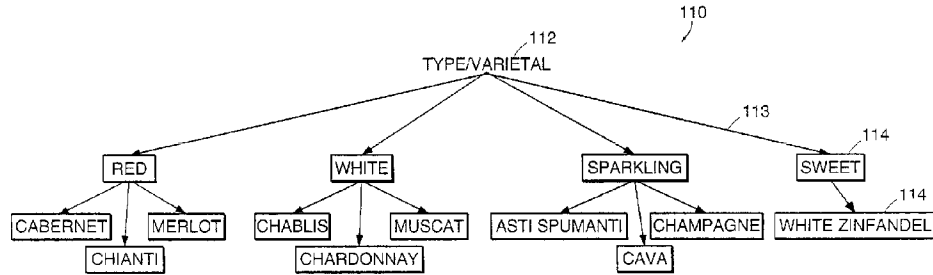 110
112
TYPE/VARIETAL
113
114
RED WHITE SPARKLING SWEET
114
CABERNET MERLOT CHABLIS MUSCAT ASTI SPUMANTI CHAMPAGNE WHITE ZINFANDEL
CHIANTI CHARDONNAY CAVA